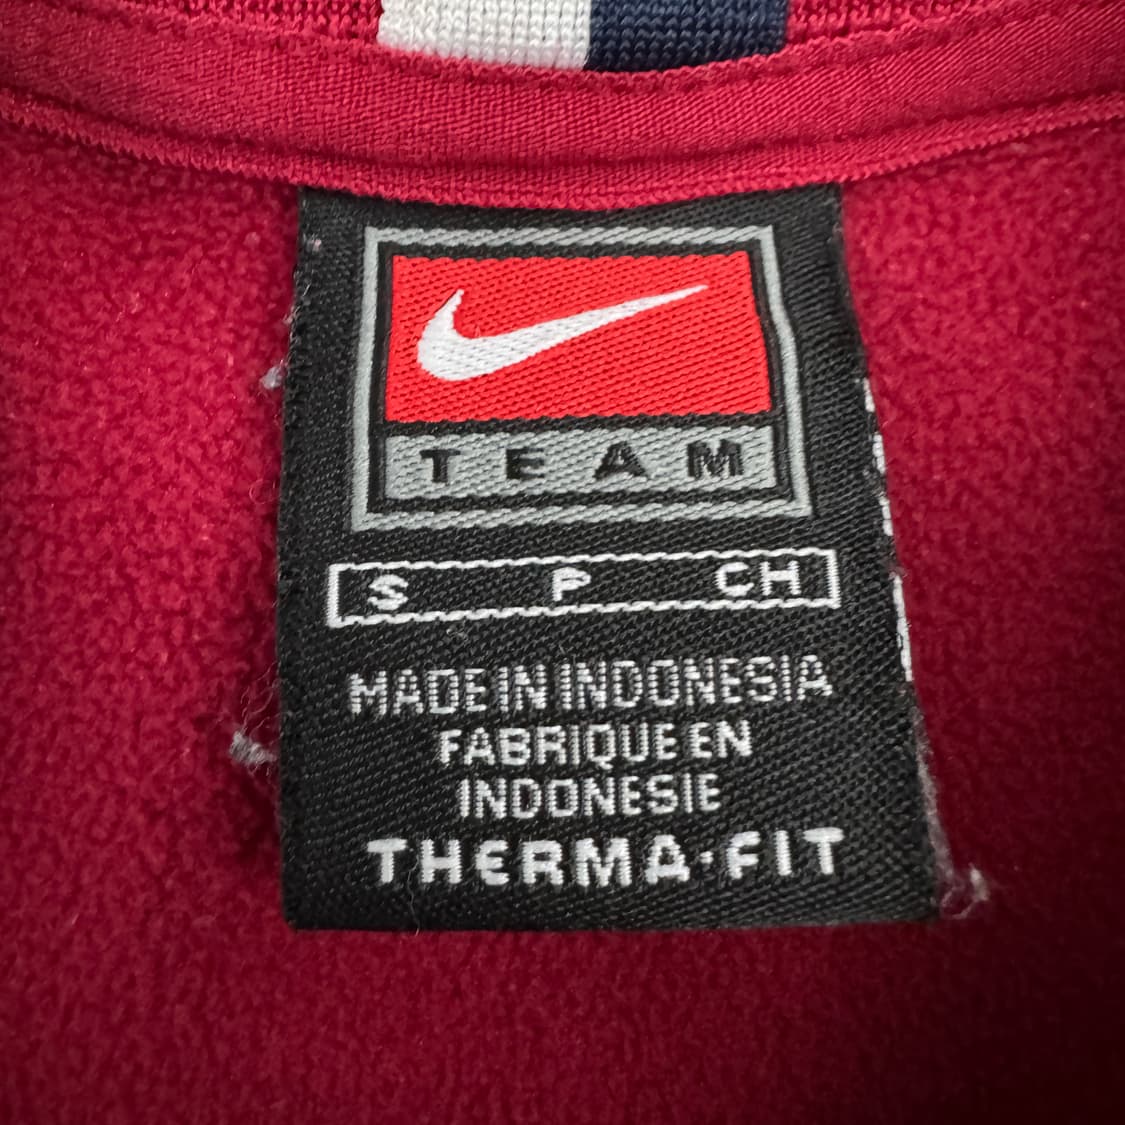 TEAM
S P CH
MADE IN INDONESIA
FABRIQUE EN
INDONESIE
THERMA·FIT